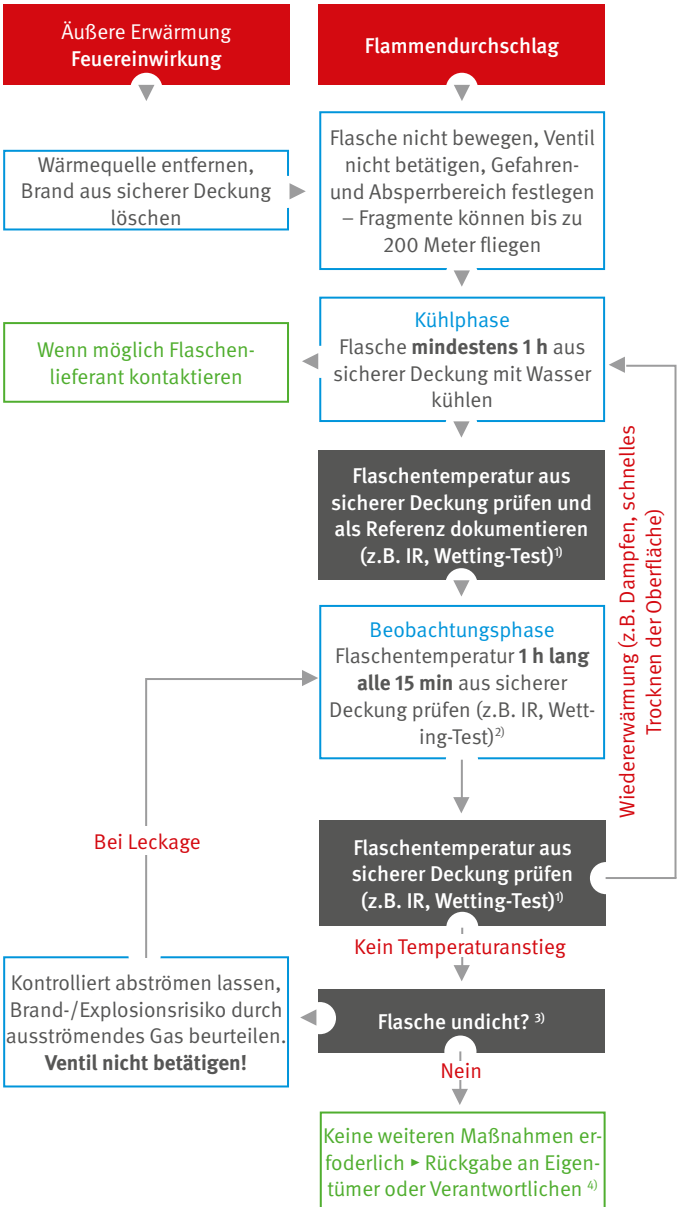 Äußere Erwärmung
Feuereinwirkung
Flammendurchschlag
Wärmequelle entfernen,
Brand aus sicherer Deckung
löschen
Flasche nicht bewegen, Ventil
nicht betätigen, Gefahren-
und Absperrbereich festlegen
– Fragmente können bis zu
200 Meter fliegen
Kühlphase
Flasche mindestens 1 h aus
sicherer Deckung mit Wasser
kühlen
Wenn möglich Flaschen-
lieferant kontaktieren
Flaschentemperatur aus
sicherer Deckung prüfen und
als Referenz dokumentieren
(z.B. IR, Wetting-Test)¹⁾
Beobachtungsphase
Flaschentemperatur 1 h lang
alle 15 min aus sicherer
Deckung prüfen (z.B. IR, Wett-
ing-Test)²⁾
Wiedererwärmung (z.B. Dampfen, schnelles
Trocknen der Oberfläche)
Bei Leckage
Flaschentemperatur aus
sicherer Deckung prüfen
(z.B. IR, Wetting-Test)¹⁾
Kein Temperaturanstieg
Kontrolliert abströmen lassen,
Brand-/Explosionsrisiko durch
ausströmendes Gas beurteilen.
Ventil nicht betätigen!
Flasche undicht? ³⁾
Nein
Keine weiteren Maßnahmen er-
foderlich ► Rückgabe an Eigen-
tümer oder Verantwortlichen ⁴⁾